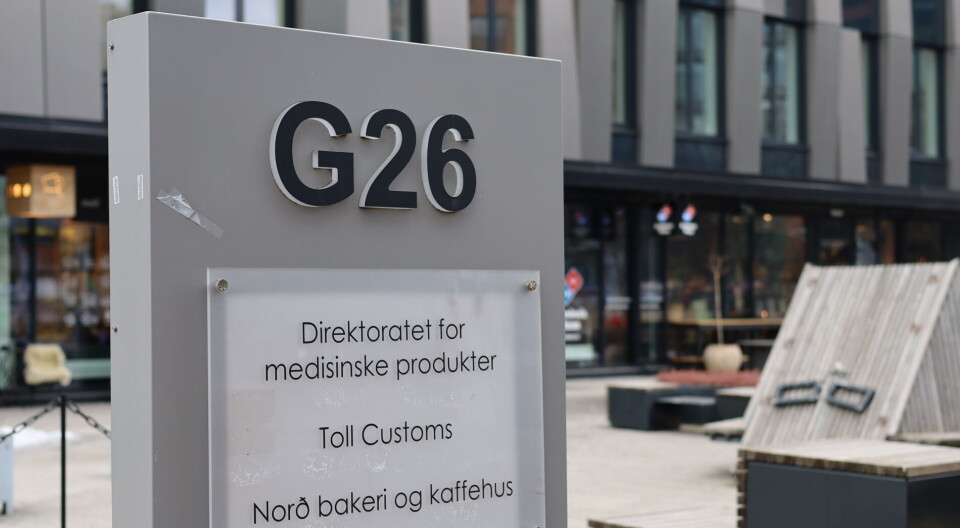 G26
Direktoratet for
medisinske produkter
Toll Customs
Norð bakeri og kaffehus